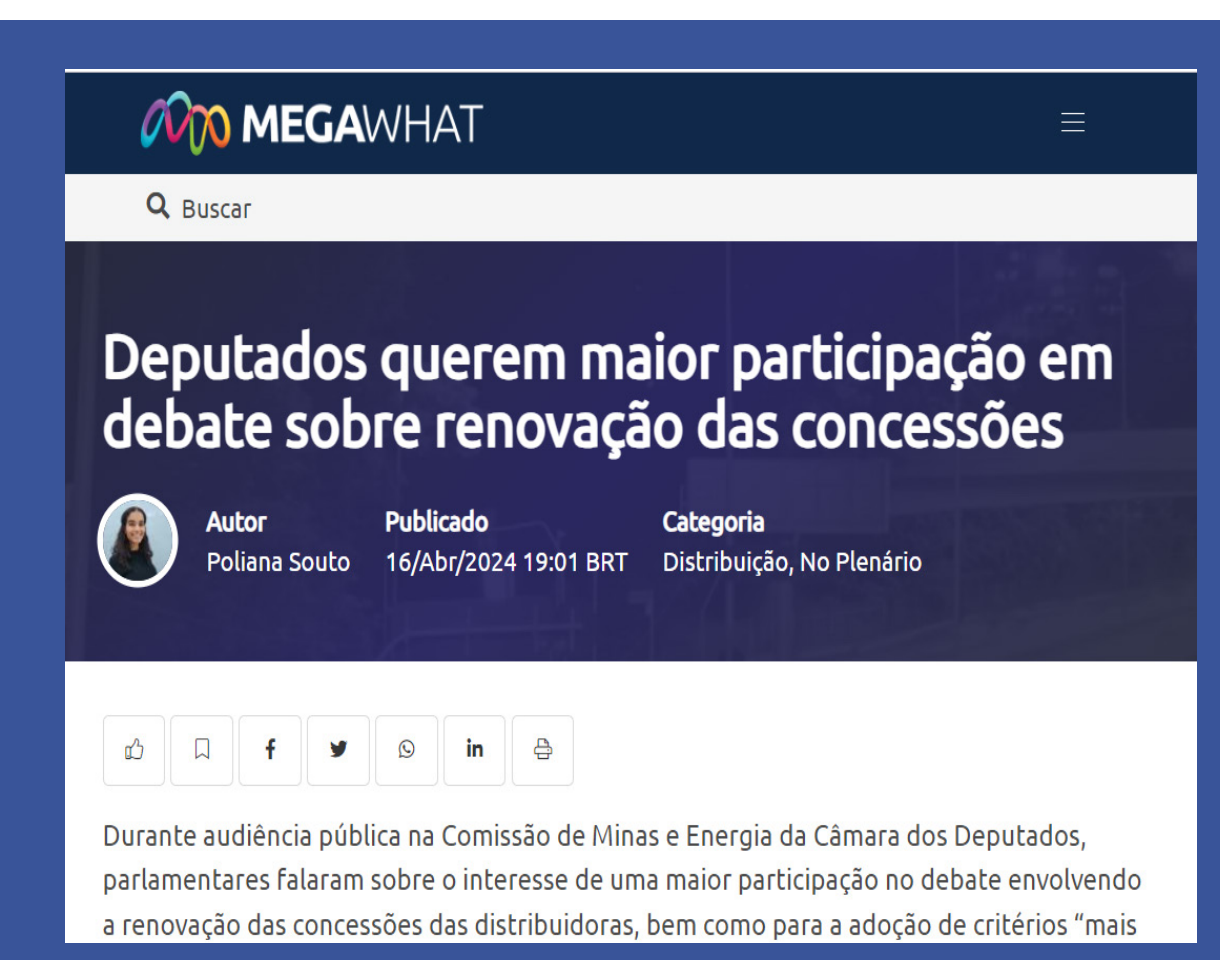 MEGAWHAT
Buscar
Deputados querem maior participação em
debate sobre renovação das concessões
Autor
Poliana Souto
Publicado
16/Abr/2024 19:01 BRT
Categoria
Distribuição, No Plenário
Durante audiência pública na Comissão de Minas e Energia da Câmara dos Deputados,
parlamentares falaram sobre o interesse de uma maior participação no debate envolvendo
a renovação das concessões das distribuidoras, bem como para a adoção de critérios “mais